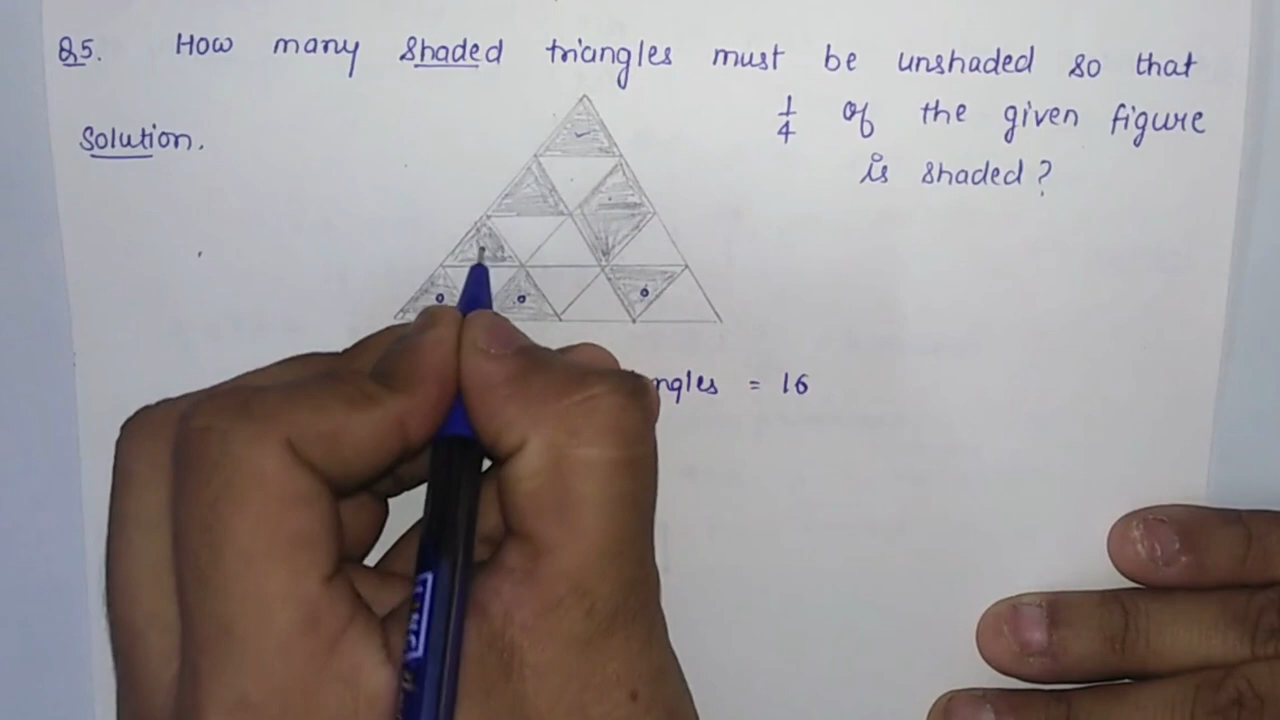 Q5. How many shaded triangles must be unshaded so that
1/4 of the given figure
is shaded?
Solution.
ngles = 16